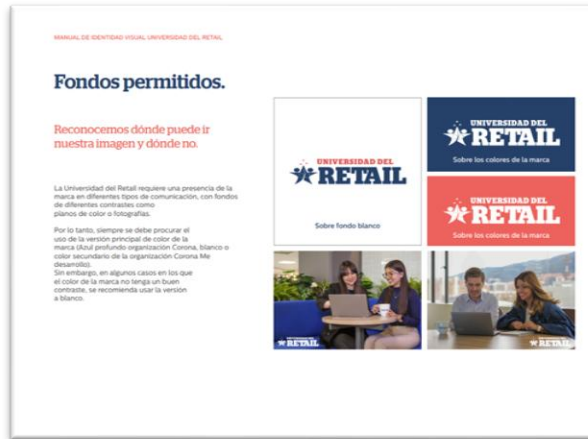 MANUAL DE IDENTIDAD VISUAL UNIVERSIDAD DEL RETAIL
Fondos permitidos.
Reconocemos dónde puede ir
nuestra imagen y dónde no.
La Universidad del Retail requiere una presencia de la
marca en diferentes tipos de comunicación, con fondos
de diferentes contrastes como
planos de color o fotografías.
Por lo tanto, siempre se debe procurar el
uso de la versión principal de color de la
marca (Azul profundo organización Corona, blanco o
color secundario de la organización Corona Me
desarrollo).
Sin embargo, en algunos casos en los que
el color de la marca no tenga un buen
contraste, se recomienda usar la versión
a blanco.
UNIVERSIDAD DEL
RETAIL
Sobre fondo blanco
UNIVERSIDAD DEL
RETAIL
Sobre los colores de la marca
UNIVERSIDAD DEL
RETAIL
Sobre los colores de la marca
UNIVERSIDAD DEL
RETAIL
UNIVERSIDAD DEL
RETAIL